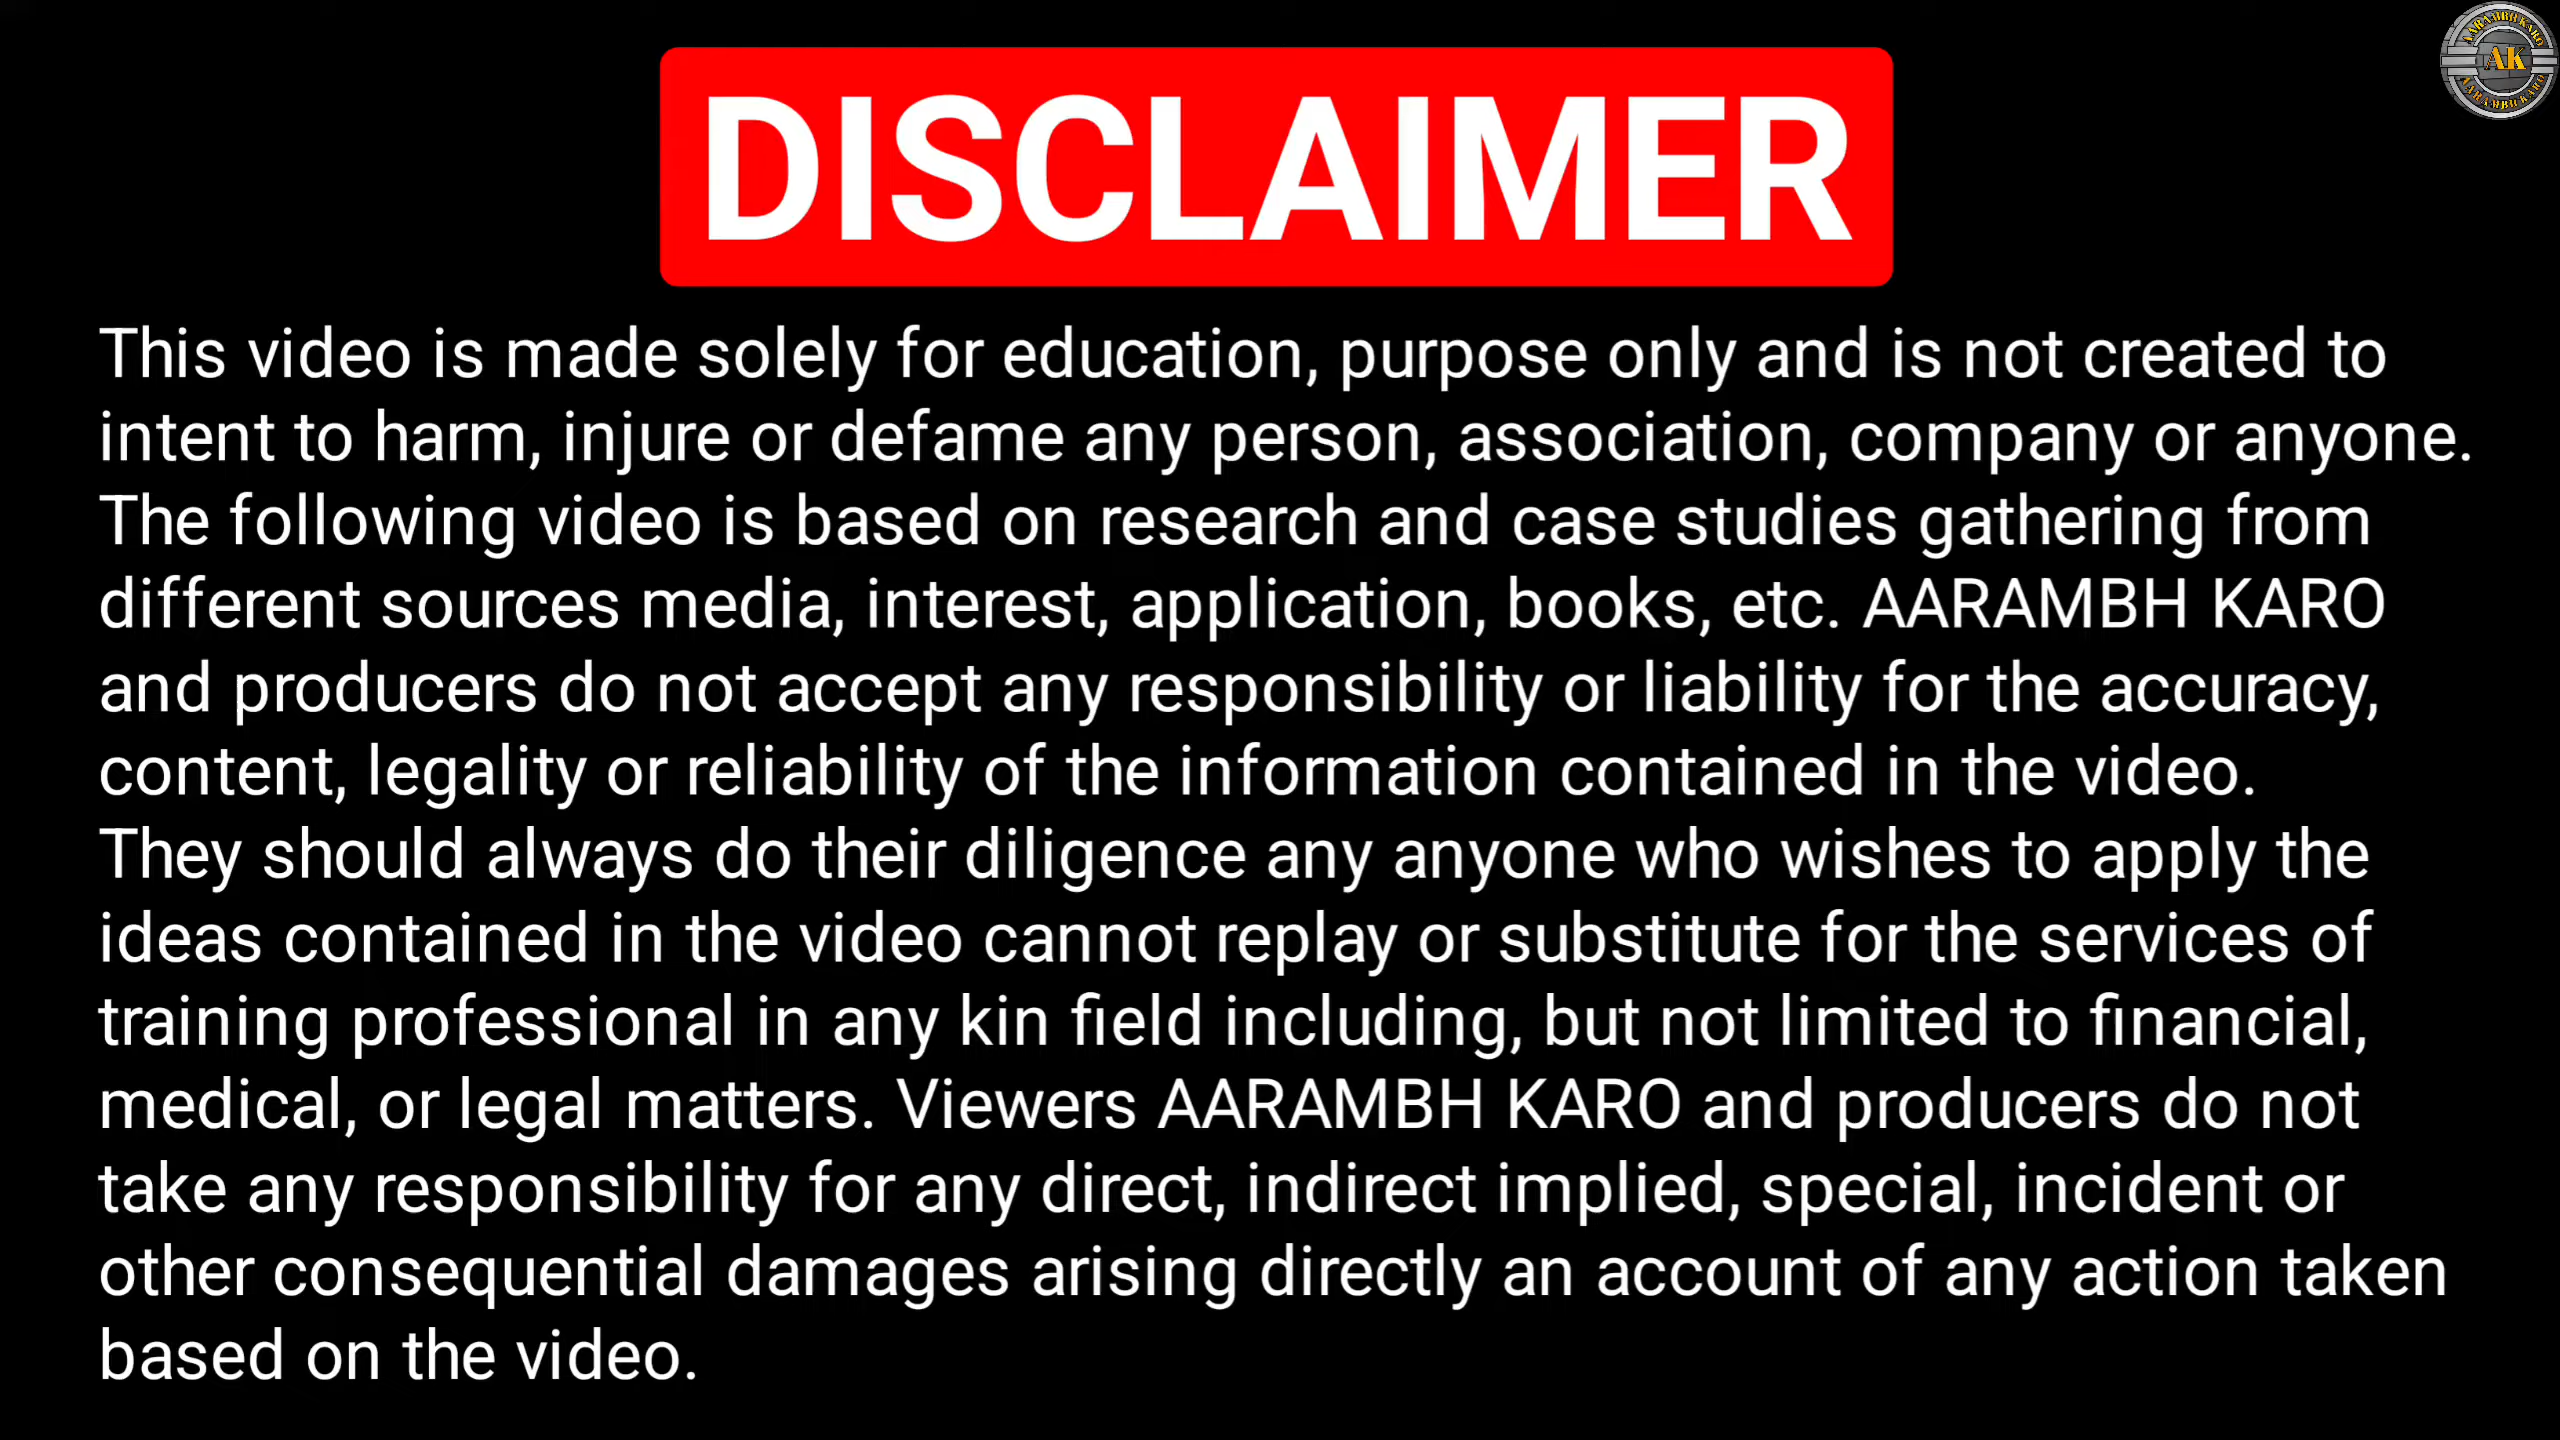 DISCLAIMER
AARAMBH KARO
AK
AARAMBH KARO
This video is made solely for education, purpose only and is not created to
intent to harm, injure or defame any person, association, company or anyone.
The following video is based on research and case studies gathering from
different sources media, interest, application, books, etc. AARAMBH KARO
and producers do not accept any responsibility or liability for the accuracy,
content, legality or reliability of the information contained in the video.
They should always do their diligence any anyone who wishes to apply the
ideas contained in the video cannot replay or substitute for the services of
training professional in any kin field including, but not limited to financial,
medical, or legal matters. Viewers AARAMBH KARO and producers do not
take any responsibility for any direct, indirect implied, special, incident or
other consequential damages arising directly an account of any action taken
based on the video.